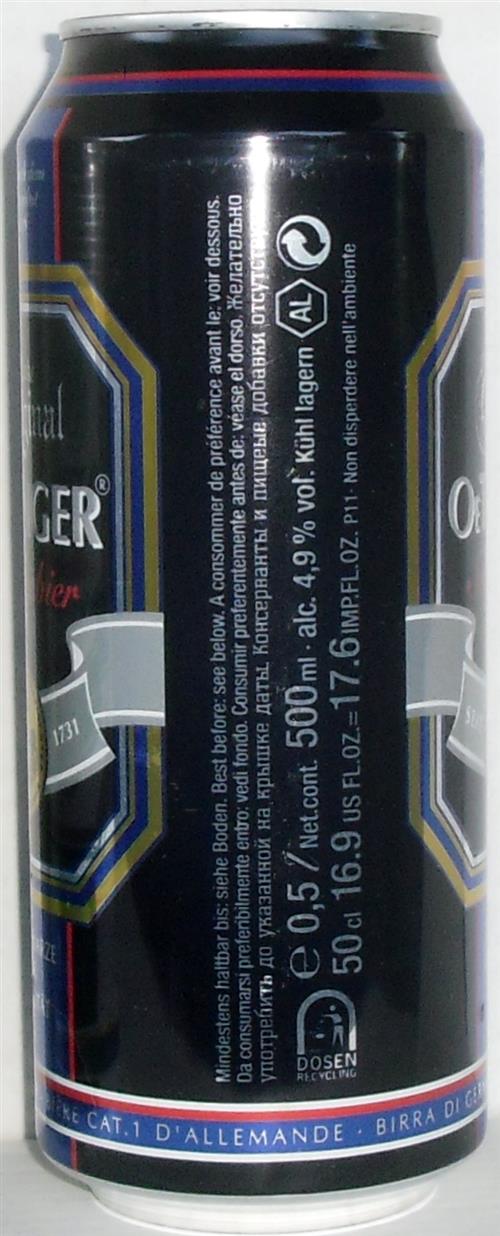 Mindestens haltbar bis: siehe Boden. Best before: see below. A consommer de préférence avant le: voir dessous.
Da consumarsi preferibilmente entro: vedi fondo. Consumir preferentemente antes de: véase el dorso. Желательно
употребить до указанной на крышке даты. Консерванты и пищевые добавки
℮ 0,5 l / Net.cont. 500 ml · alc. 4,9 % vol. Kühl lagern AL
50 cl 16.9 US FL.OZ. = 17.6 IMP.FL.OZ. P11· Non disperdere nell'ambiente
DOSEN
RECYCLING
GER®
1731
Oe
CAT.1 D'ALLEMANDE · BIRRA DI